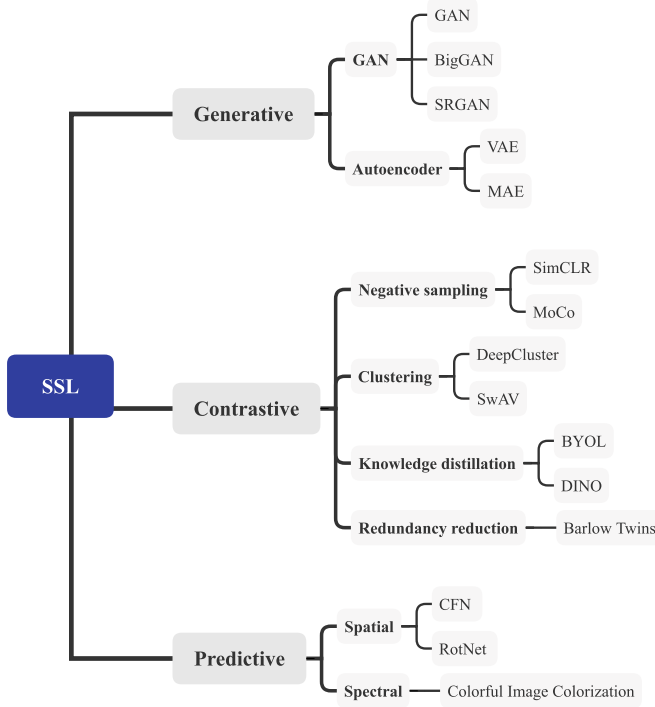 SSL
Generative
GAN
GAN
BigGAN
SRGAN
Autoencoder
VAE
MAE
Contrastive
Negative sampling
SimCLR
MoCo
Clustering
DeepCluster
SwAV
Knowledge distillation
BYOL
DINO
Redundancy reduction
Barlow Twins
Predictive
Spatial
CFN
RotNet
Spectral
Colorful Image Colorization